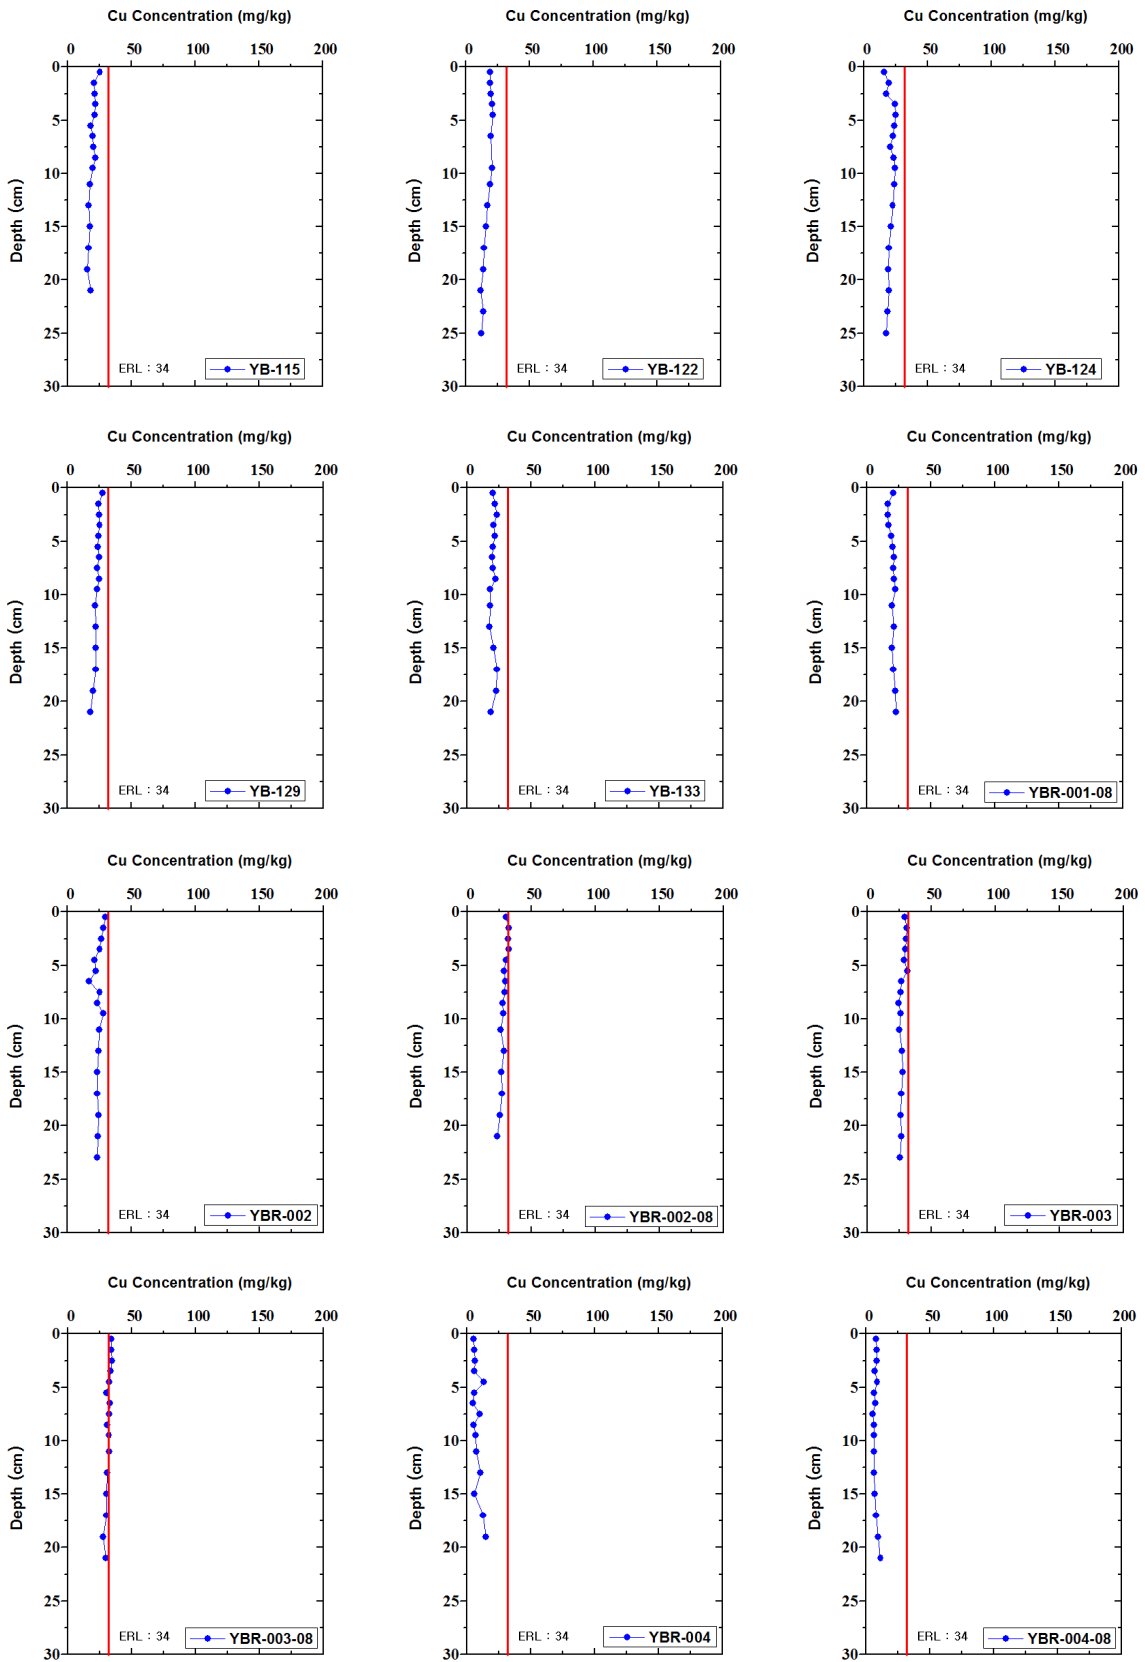 Cu Concentration (mg/kg) Cu Concentration (mg/kg) Cu Concentration (mg/kg)
0 50 100 150 200 0 50 100 150 200 0 50 100 150 200
0 0 0
5 5 5
10 10 10
Depth (cm) Depth (cm) Depth (cm)
15 15 15
20 20 20
25 25 25
ERL : 34 YB-115 ERL : 34 YB-122 ERL : 34 YB-124
30 30 30
Cu Concentration (mg/kg) Cu Concentration (mg/kg) Cu Concentration (mg/kg)
0 50 100 150 200 0 50 100 150 200 0 50 100 150 200
0 0 0
5 5 5
10 10 10
Depth (cm) Depth (cm) Depth (cm)
15 15 15
20 20 20
25 25 25
ERL : 34 YB-129 ERL : 34 YB-133 ERL : 34 YBR-001-08
30 30 30
Cu Concentration (mg/kg) Cu Concentration (mg/kg) Cu Concentration (mg/kg)
0 50 100 150 200 0 50 100 150 200 0 50 100 150 200
0 0 0
5 5 5
10 10 10
Depth (cm) Depth (cm) Depth (cm)
15 15 15
20 20 20
25 25 25
ERL : 34 YBR-002 ERL : 34 YBR-002-08 ERL : 34 YBR-003
30 30 30
Cu Concentration (mg/kg) Cu Concentration (mg/kg) Cu Concentration (mg/kg)
0 50 100 150 200 0 50 100 150 200 0 50 100 150 200
0 0 0
5 5 5
10 10 10
Depth (cm) Depth (cm) Depth (cm)
15 15 15
20 20 20
25 25 25
ERL : 34 YBR-003-08 ERL : 34 YBR-004 ERL : 34 YBR-004-08
30 30 30